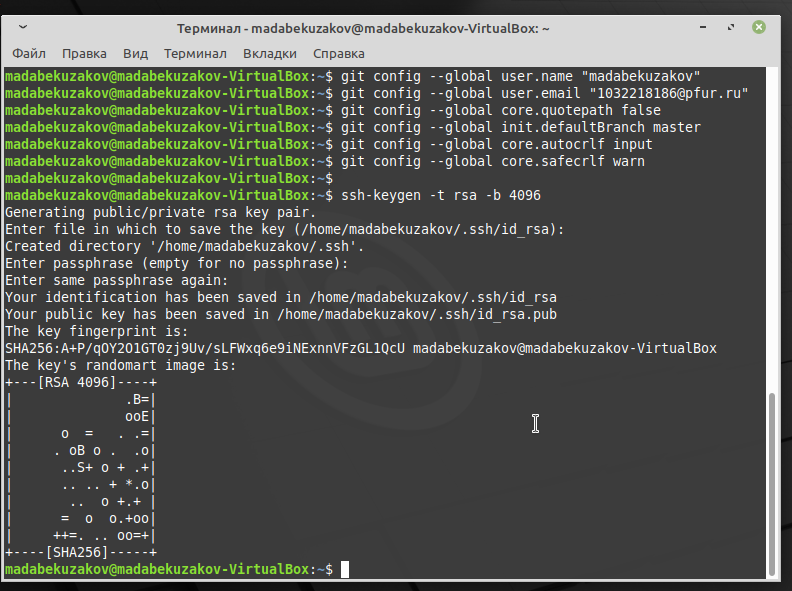 Терминал - madabekuzakov@madabekuzakov-VirtualBox: ~
Файл Правка Вид Терминал Вкладки Справка
madabekuzakov@madabekuzakov-VirtualBox:~$ git config --global user.name "madabekuzakov"
madabekuzakov@madabekuzakov-VirtualBox:~$ git config --global user.email "1032218186@pfur.ru"
madabekuzakov@madabekuzakov-VirtualBox:~$ git config --global core.quotepath false
madabekuzakov@madabekuzakov-VirtualBox:~$ git config --global init.defaultBranch master
madabekuzakov@madabekuzakov-VirtualBox:~$ git config --global core.autocrlf input
madabekuzakov@madabekuzakov-VirtualBox:~$ git config --global core.safecrlf warn
madabekuzakov@madabekuzakov-VirtualBox:~$
madabekuzakov@madabekuzakov-VirtualBox:~$ ssh-keygen -t rsa -b 4096
Generating public/private rsa key pair.
Enter file in which to save the key (/home/madabekuzakov/.ssh/id_rsa):
Created directory '/home/madabekuzakov/.ssh'.
Enter passphrase (empty for no passphrase):
Enter same passphrase again:
Your identification has been saved in /home/madabekuzakov/.ssh/id_rsa
Your public key has been saved in /home/madabekuzakov/.ssh/id_rsa.pub
The key fingerprint is:
SHA256:A+P/qOY2O1GT0zj9Uv/sLFWxq6e9iNExnnVFzGL1QcU madabekuzakov@madabekuzakov-VirtualBox
The key's randomart image is:
+---[RSA 4096]----+
|              .B=|
|              ooE|
|      o  =   . .=|
|     . oB o .  .o|
|      ..S+ o + .+|
|      .. .. + *.o|
|       ..  o +.+ |
|      =  o  o.+oo|
|     ++=. .. oo=+|
+----[SHA256]-----+
madabekuzakov@madabekuzakov-VirtualBox:~$